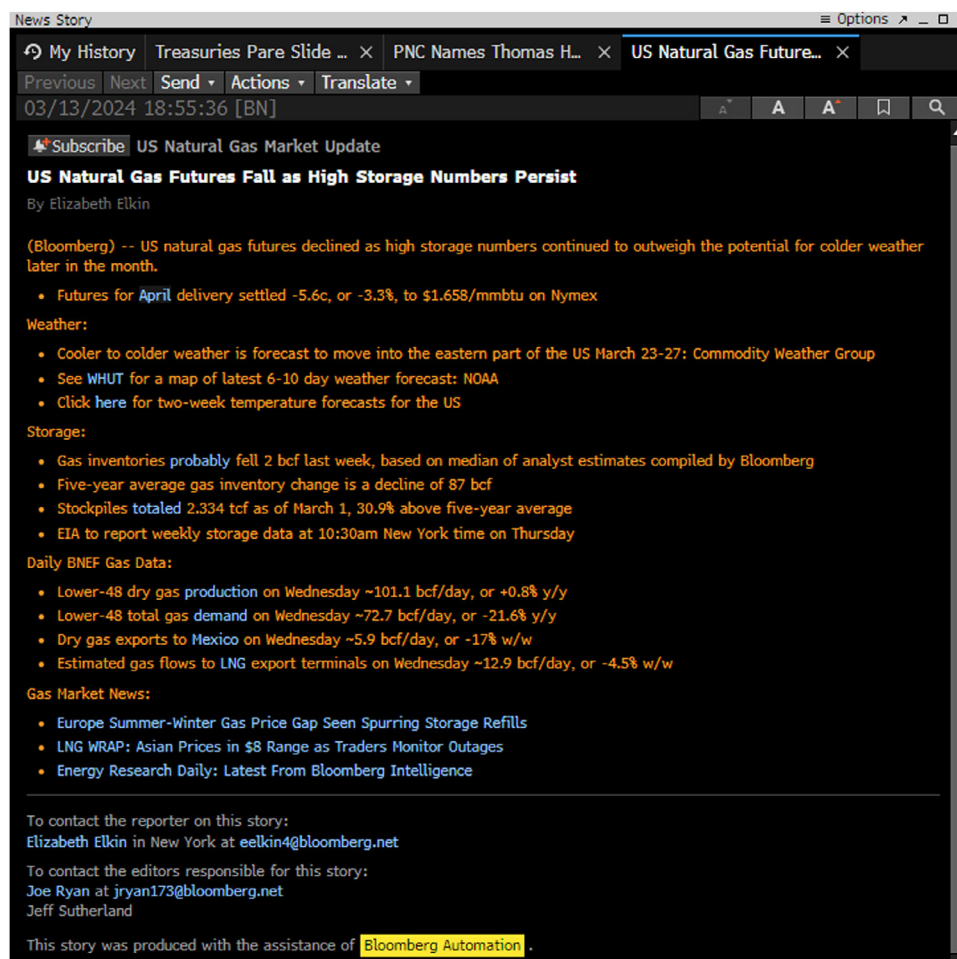 News Story
≡ Options
My History
Treasuries Pare Slide ... ×
PNC Names Thomas H... ×
US Natural Gas Future... ×
Previous Next Send Actions Translate
03/13/2024 18:55:36 [BN]
A A A
Subscribe US Natural Gas Market Update
US Natural Gas Futures Fall as High Storage Numbers Persist
By Elizabeth Elkin
(Bloomberg) -- US natural gas futures declined as high storage numbers continued to outweigh the potential for colder weather
later in the month.
• Futures for April delivery settled -5.6c, or -3.3%, to $1.658/mmbtu on Nymex
Weather:
• Cooler to colder weather is forecast to move into the eastern part of the US March 23-27: Commodity Weather Group
• See WHUT for a map of latest 6-10 day weather forecast: NOAA
• Click here for two-week temperature forecasts for the US
Storage:
• Gas inventories probably fell 2 bcf last week, based on median of analyst estimates compiled by Bloomberg
• Five-year average gas inventory change is a decline of 87 bcf
• Stockpiles totaled 2.334 tcf as of March 1, 30.9% above five-year average
• EIA to report weekly storage data at 10:30am New York time on Thursday
Daily BNEF Gas Data:
• Lower-48 dry gas production on Wednesday ~101.1 bcf/day, or +0.8% y/y
• Lower-48 total gas demand on Wednesday ~72.7 bcf/day, or -21.6% y/y
• Dry gas exports to Mexico on Wednesday ~5.9 bcf/day, or -17% w/w
• Estimated gas flows to LNG export terminals on Wednesday ~12.9 bcf/day, or -4.5% w/w
Gas Market News:
• Europe Summer-Winter Gas Price Gap Seen Spurring Storage Refills
• LNG WRAP: Asian Prices in $8 Range as Traders Monitor Outages
• Energy Research Daily: Latest From Bloomberg Intelligence
To contact the reporter on this story:
Elizabeth Elkin in New York at eelkin4@bloomberg.net
To contact the editors responsible for this story:
Joe Ryan at jryan173@bloomberg.net
Jeff Sutherland
This story was produced with the assistance of Bloomberg Automation .